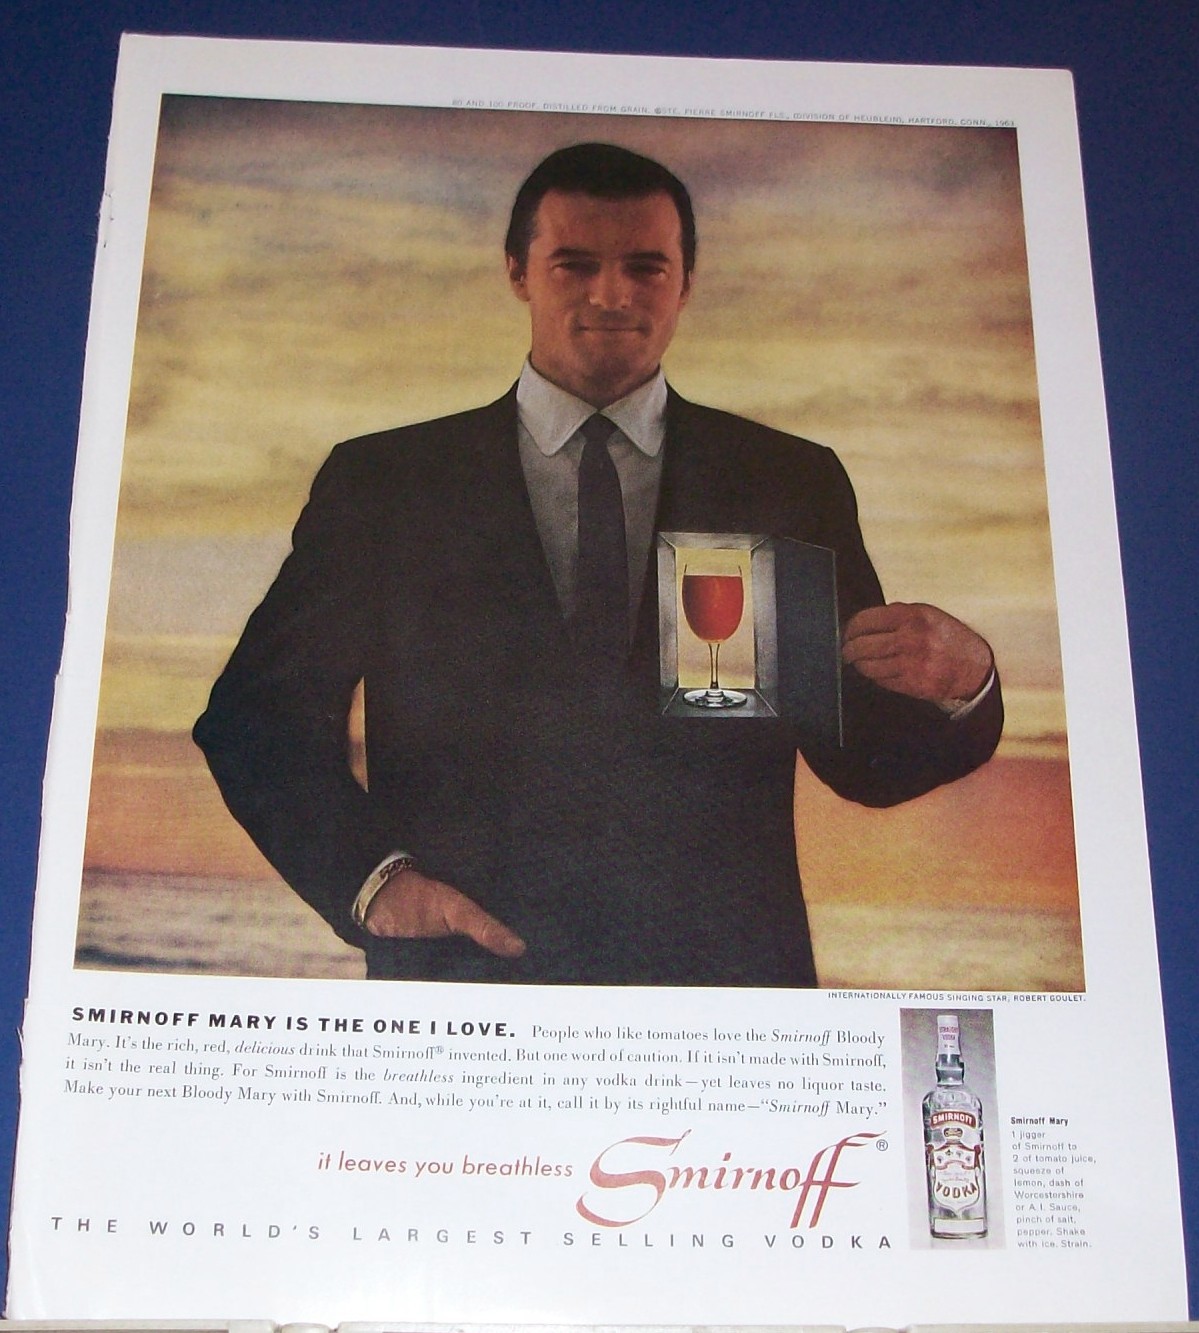 80 AND 100 PROOF. DISTILLED FROM GRAIN. ©STE. PIERRE SMIRNOFF FLS., (DIVISION OF HEUBLEIN), HARTFORD, CONN., 1963
INTERNATIONALLY FAMOUS SINGING STAR, ROBERT GOULET.
SMIRNOFF MARY IS THE ONE I LOVE. People who like tomatoes love the Smirnoff Bloody
Mary. It's the rich, red, delicious drink that Smirnoff® invented. But one word of caution. If it isn't made with Smirnoff,
it isn't the real thing. For Smirnoff is the breathless ingredient in any vodka drink—yet leaves no liquor taste.
Make your next Bloody Mary with Smirnoff. And, while you're at it, call it by its rightful name—"Smirnoff Mary."
it leaves you breathless
Smirnoff®
THE WORLD'S LARGEST SELLING VODKA
SMIRNOFF
VODKA
Smirnoff Mary
1 jigger
of Smirnoff to
2 of tomato juice,
squeeze of
lemon, dash of
Worcestershire
or A.1. Sauce,
pinch of salt,
pepper. Shake
with ice. Strain.